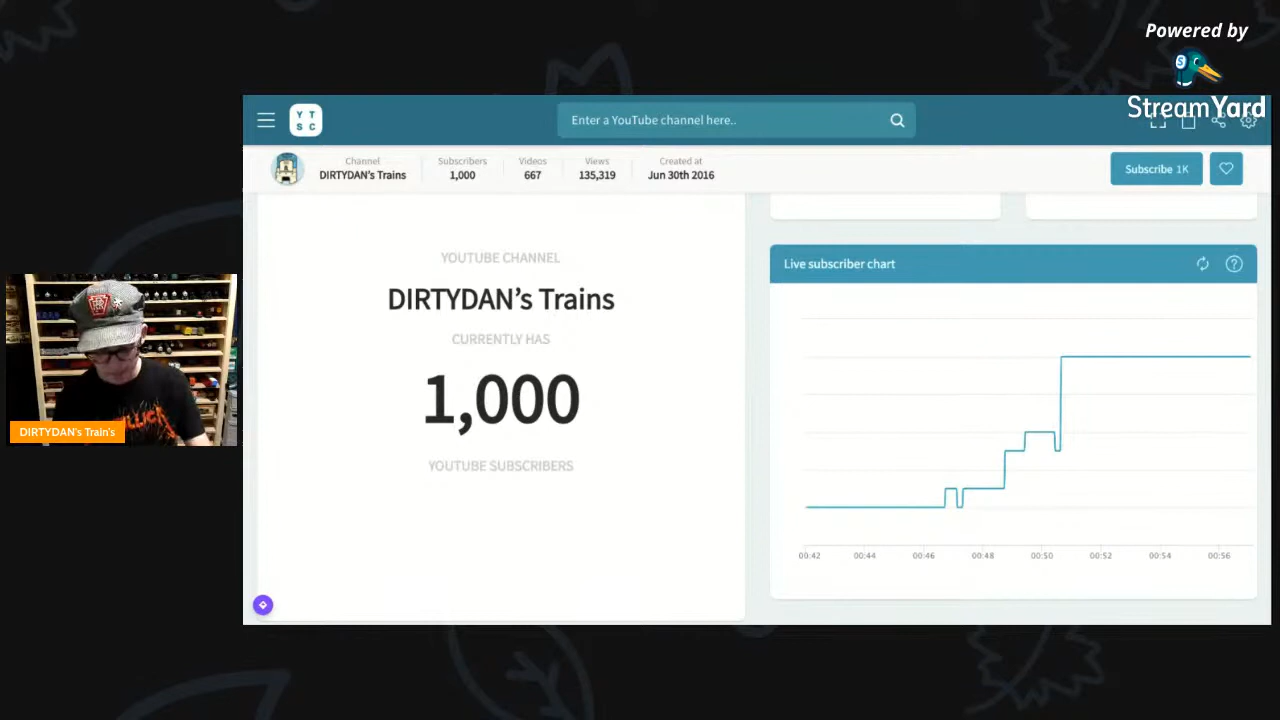 Powered by
StreamYard
Y T
S C
Enter a YouTube channel here..
Channel
DIRTYDAN's Trains
Subscribers
1,000
Videos
667
Views
135,319
Created at
Jun 30th 2016
Subscribe 1K
YOUTUBE CHANNEL
DIRTYDAN's Trains
CURRENTLY HAS
1,000
YOUTUBE SUBSCRIBERS
Live subscriber chart
00:42 00:44 00:46 00:48 00:50 00:52 00:54 00:56
DIRTYDAN's Train's